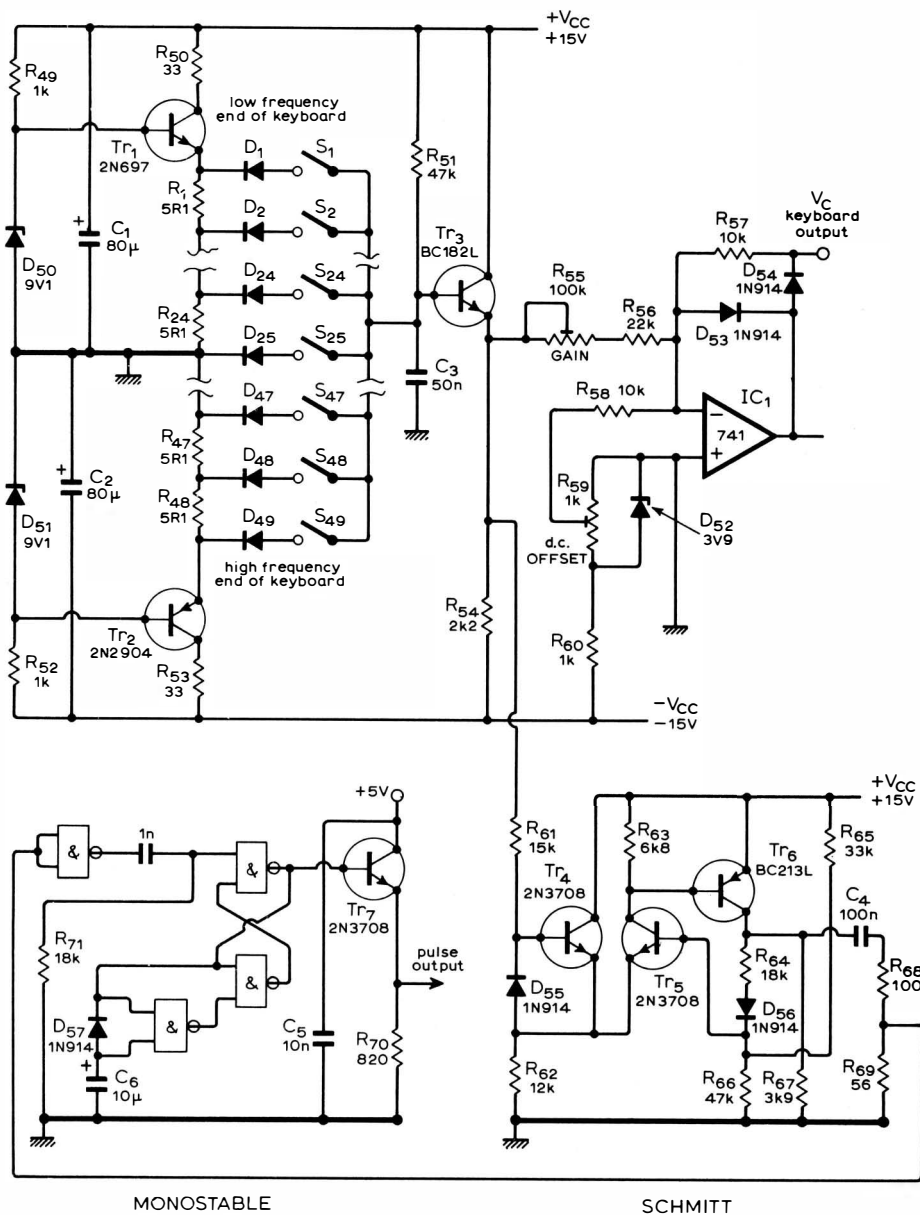 +VCC
+15V
R49
1k
R50
33
low frequency
end of keyboard
Tr1
2N697
D1
S1
R1
5R1
D2
S2
D24
S24
R24
5R1
D25
S25
D47
S47
R47
5R1
D48
S48
R48
5R1
D49
S49
high frequency
end of keyboard
D50
9V1
+
C1
80μ
+
C2
80μ
D51
9V1
Tr2
2N2904
R52
1k
R53
33
R51
47k
Tr3
BC182L
C3
50n
R55
100k
GAIN
R56
22k
R57
10k
VC
keyboard
output
D54
1N914
D53
1N914
R58
10k
IC1
−
741
+
R59
1k
d.c.
OFFSET
D52
3V9
R54
2k2
R60
1k
−VCC
−15V
+5V
&
1n
&
Tr7
2N3708
R71
18k
pulse
output
D57
1N914
&
&
C5
10n
R70
820
+
C6
10μ
+VCC
+15V
R61
15k
R63
6k8
R65
33k
Tr4
2N3708
Tr6
BC213L
C4
100n
R64
18k
R68
100
Tr5
2N3708
D55
1N914
D56
1N914
R62
12k
R66
47k
R67
3k9
R69
56
MONOSTABLE
SCHMITT